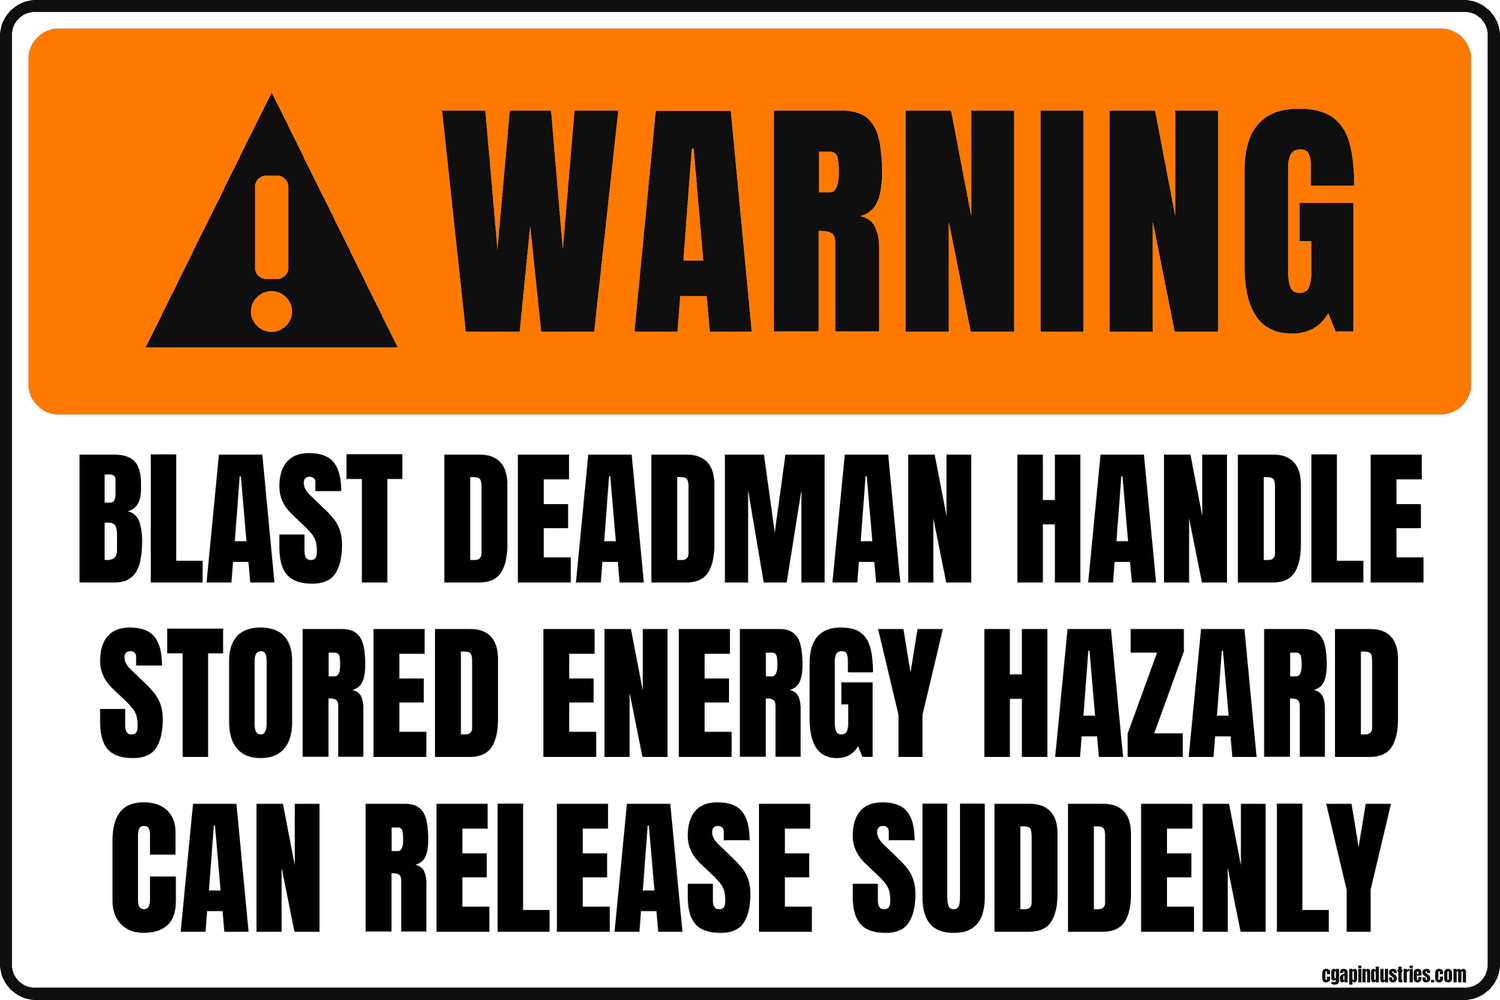 WARNING
BLAST DEADMAN HANDLE
STORED ENERGY HAZARD
CAN RELEASE SUDDENLY
cgapindustries.com